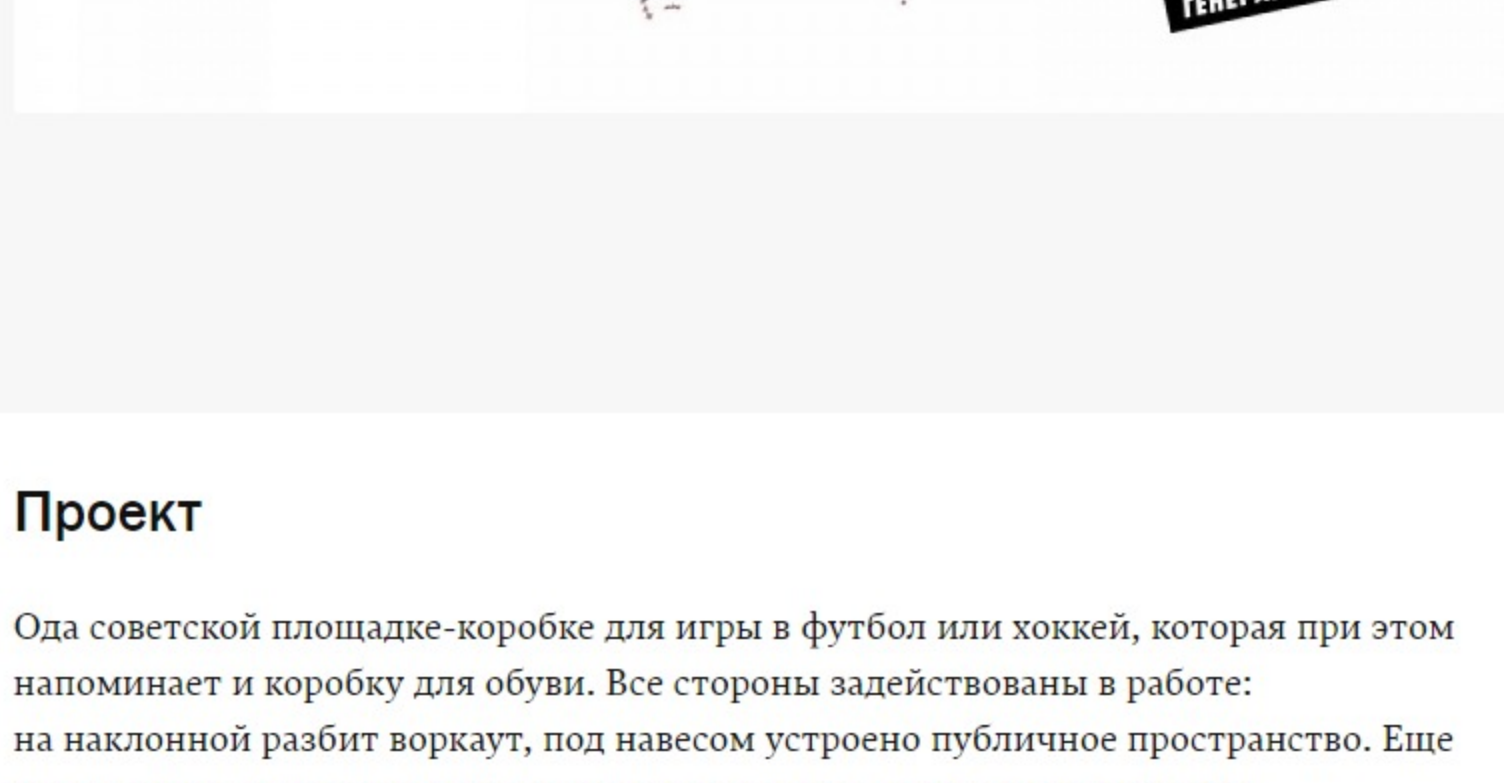 Проект
Ода советской площадке-коробке для игры в футбол или хоккей, которая при этом
напоминает и коробку для обуви. Все стороны задействованы в работе:
на наклонной разбит воркаут, под навесом устроено публичное пространство. Еще